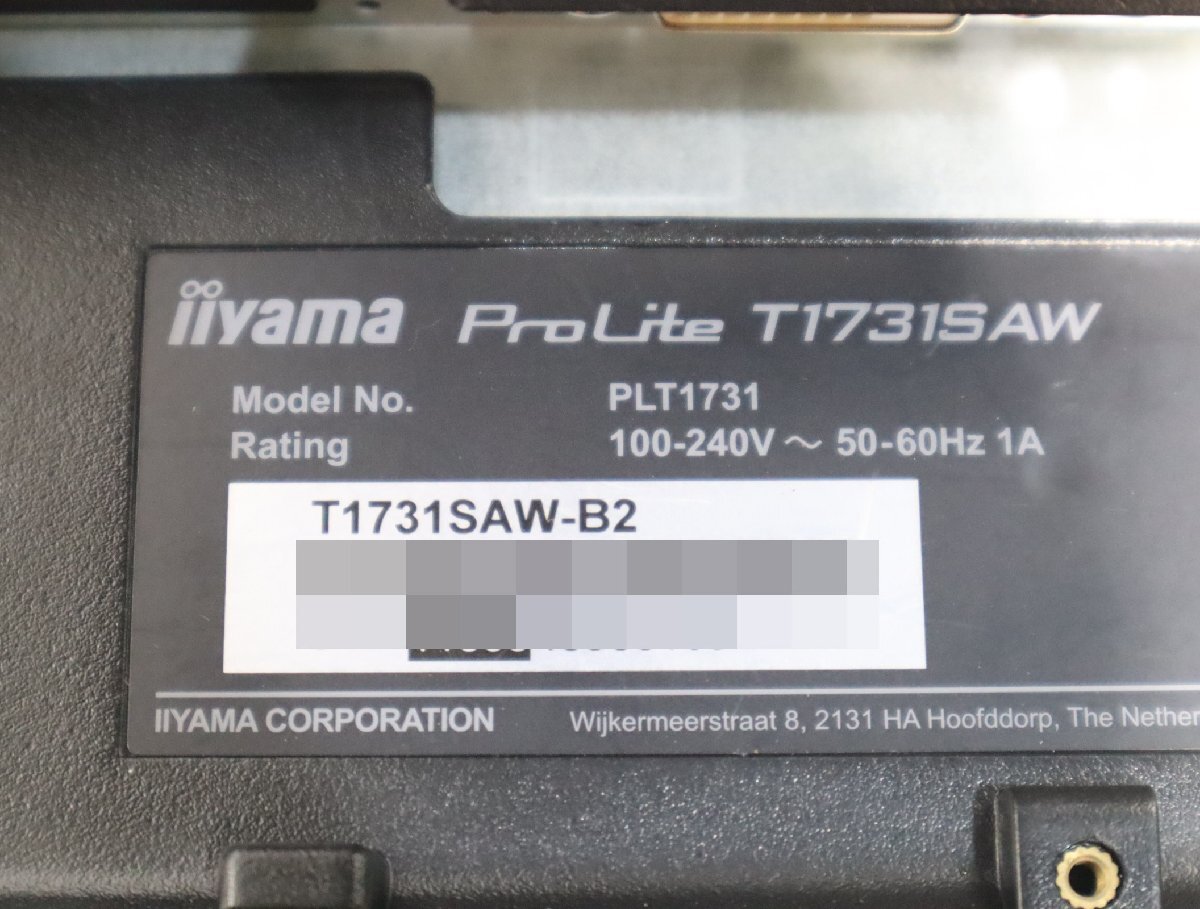 iiyama ProLite T1731SAW
Model No. PLT1731
Rating 100-240V ~ 50-60Hz 1A
T1731SAW-B2
IIYAMA CORPORATION Wijkermeerstraat 8, 2131 HA Hoofddorp, The